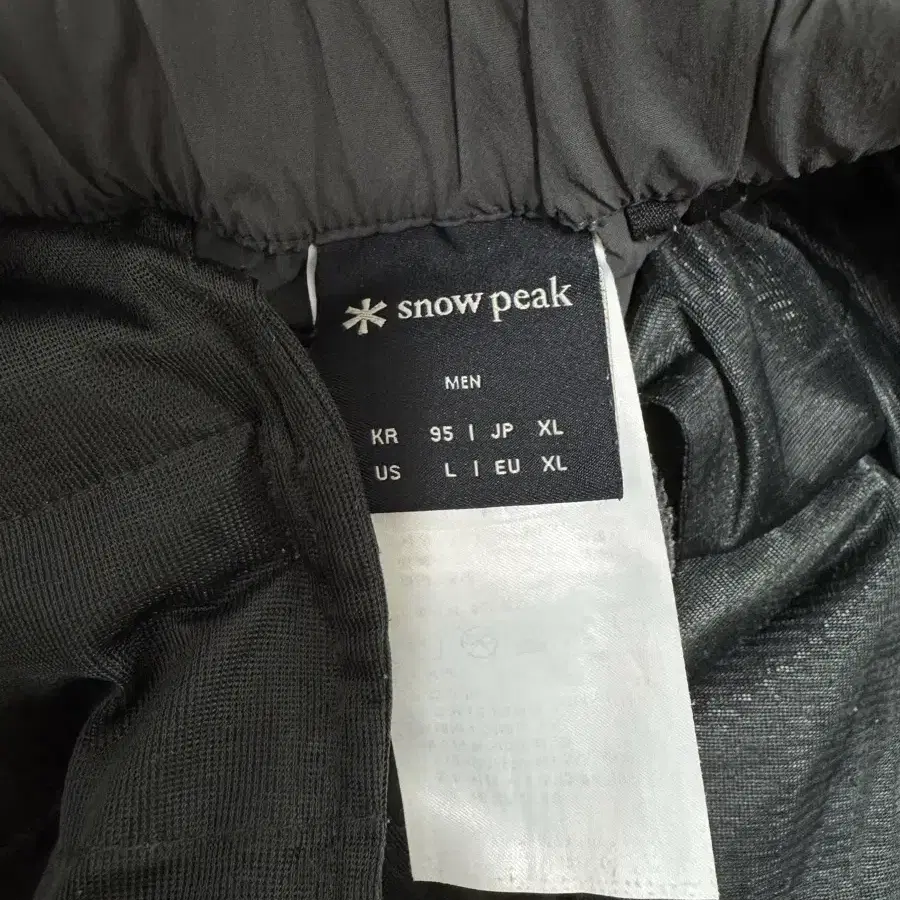 snow peak
MEN
KR 95 | JP XL
US L | EU XL